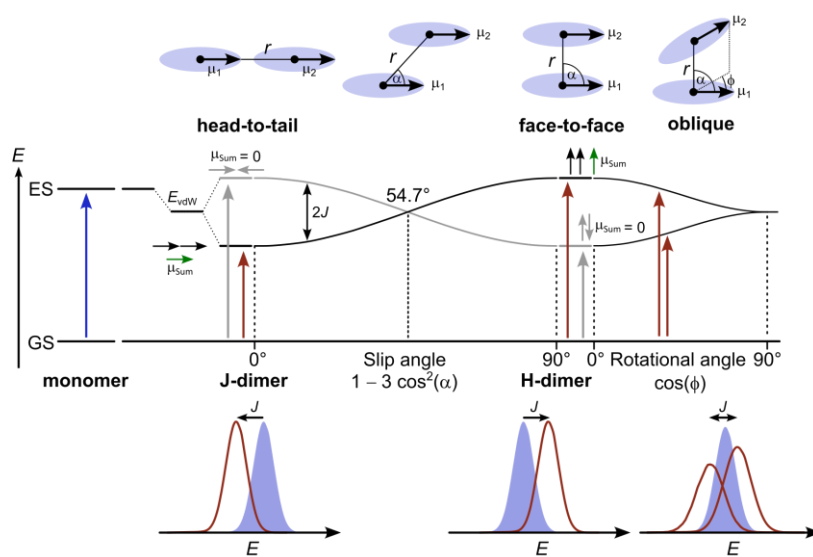 r
μ₁
μ₂
r
α
μ₂
μ₁
μ₂
r
α
μ₁
μ₂
r
α
ϕ
μ₁
head-to-tail
face-to-face
oblique
E
μSum = 0
μSum
54.7°
ES
EvdW
2J
μSum = 0
μSum
GS
0°
Slip angle
90°
0°
Rotational angle
90°
monomer
J-dimer
1 – 3 cos²(α)
H-dimer
cos(ϕ)
J
J
J
E
E
E